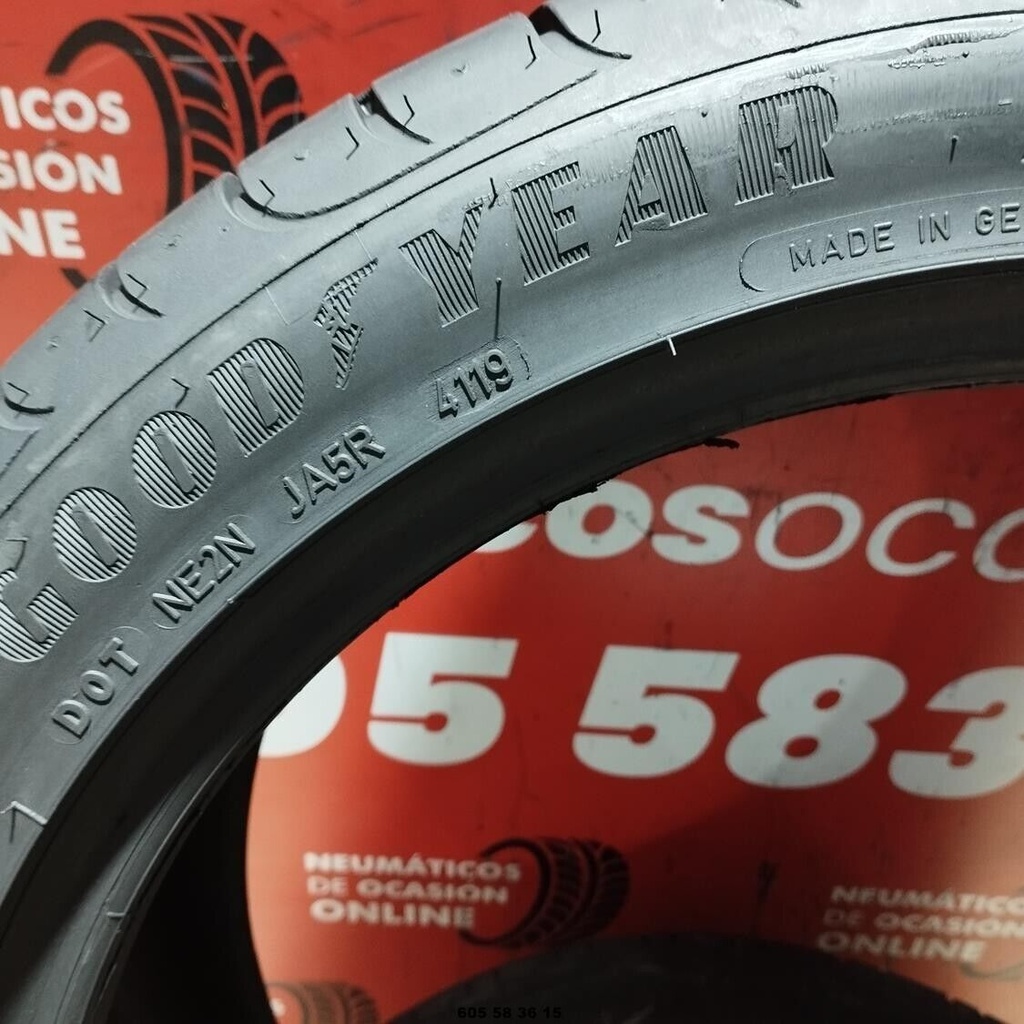 ICOS
SIÓN
NE
GOODYEAR
MADE IN GE
DOT NE2N JA5R 4119
cosocc
05 583
NEUMÁTICOS
DE OCASIÓN
ONLINE
NEUMÁTICOS
DE OCASIÓN
ONLINE
605 58 36 15